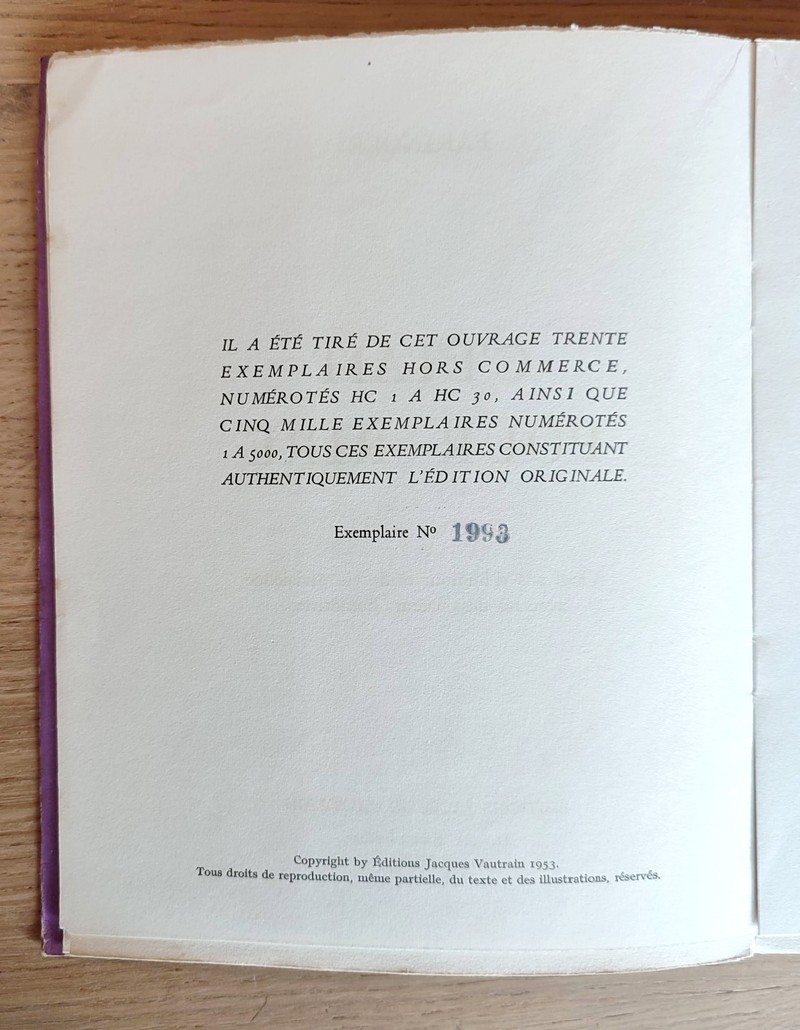 IL A ÉTÉ TIRÉ DE CET OUVRAGE TRENTE
EXEMPLAIRES HORS COMMERCE,
NUMÉROTÉS HC 1 A HC 30, AINSI QUE
CINQ MILLE EXEMPLAIRES NUMÉROTÉS
1 A 5000, TOUS CES EXEMPLAIRES CONSTITUANT
AUTHENTIQUEMENT L'ÉDITION ORIGINALE.
Exemplaire Nº 1993
Copyright by Éditions Jacques Vautrain 1953.
Tous droits de reproduction, même partielle, du texte et des illustrations, réservés.